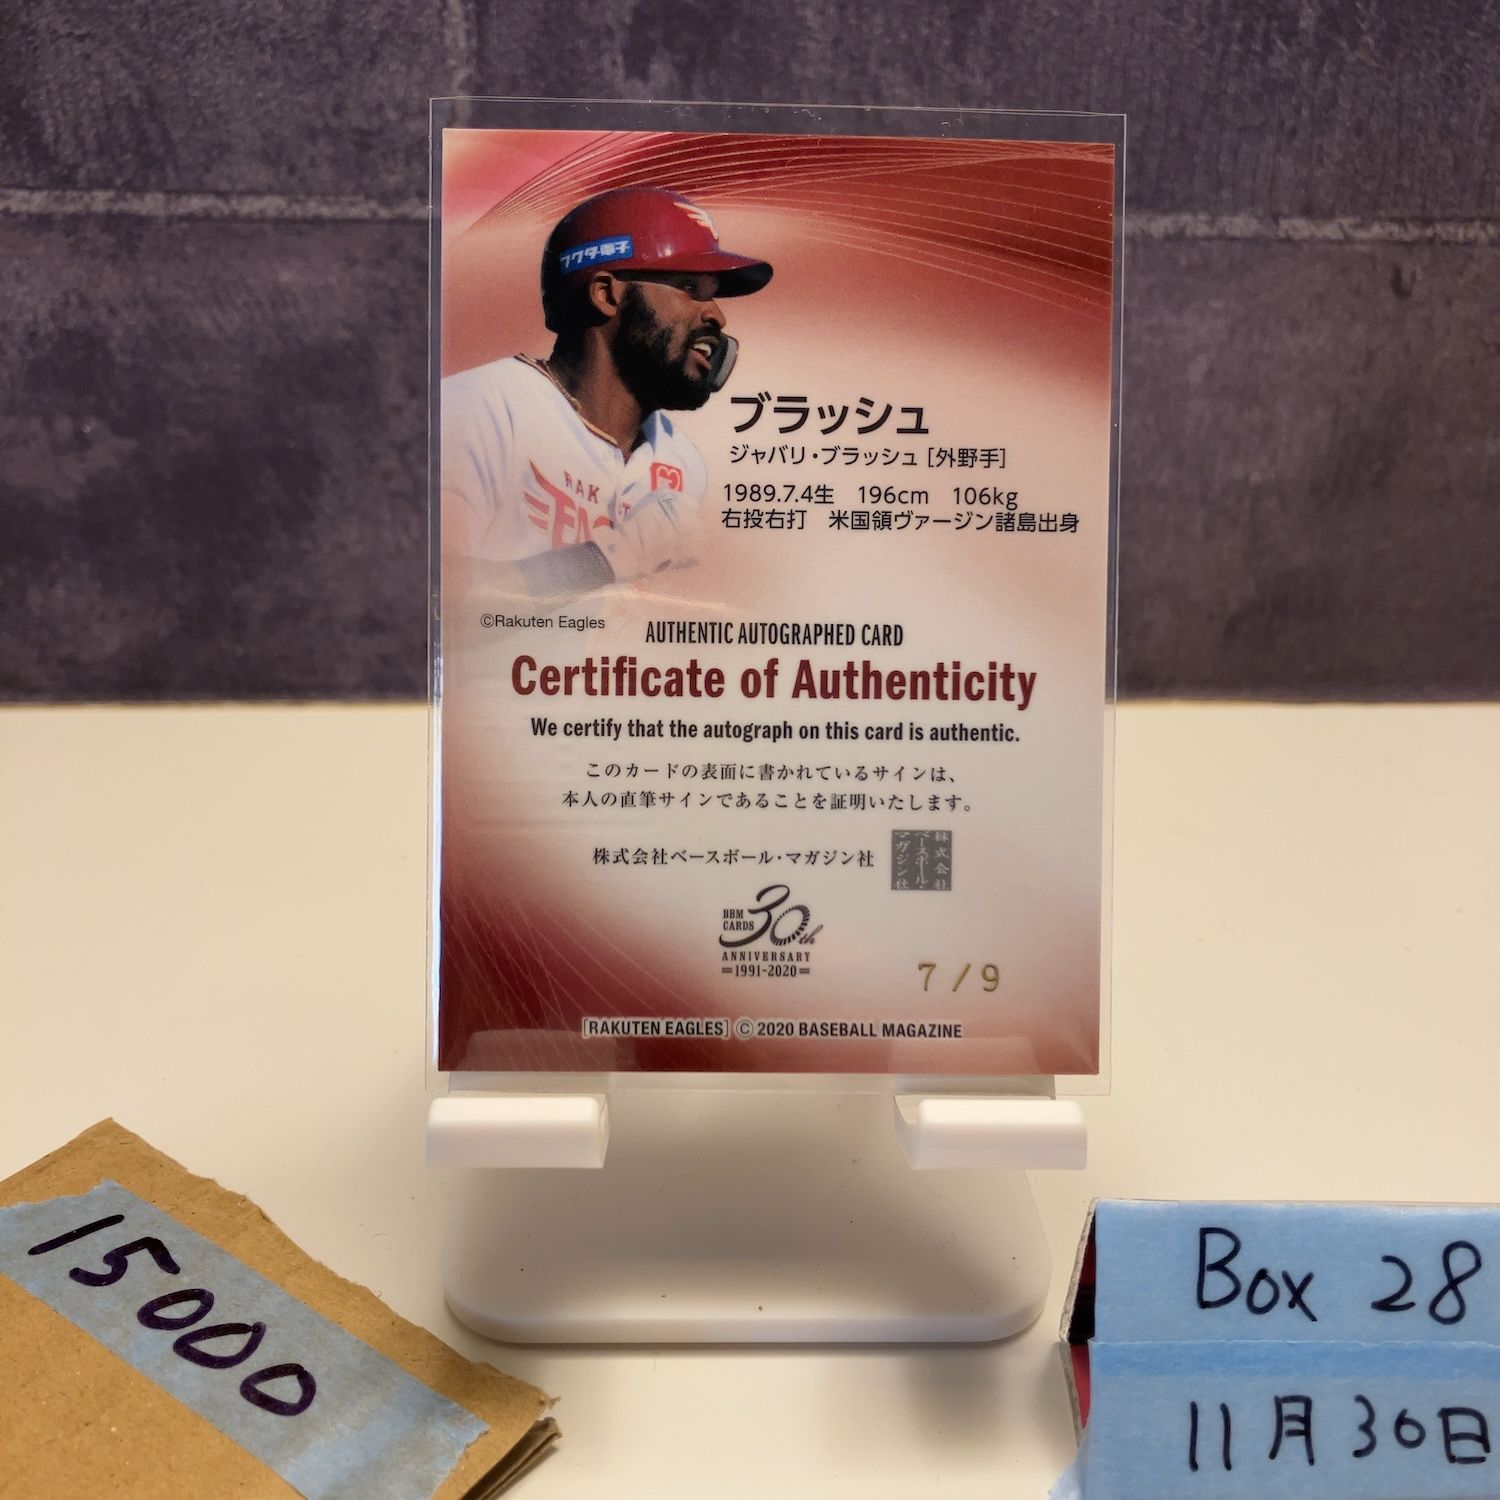 フクダ電子
RAK
ブラッシュ
ジャバリ・ブラッシュ [外野手]
1989.7.4生 196cm 106kg
右投右打 米国領ヴァージン諸島出身
©Rakuten Eagles
AUTHENTIC AUTOGRAPHED CARD
Certificate of Authenticity
We certify that the autograph on this card is authentic.
このカードの表面に書かれているサインは、
本人の直筆サインであることを証明いたします。
株式会社ベースボール・マガジン社
株式会社
ベースボール・
マガジン社
BBM
CARDS
30th
ANNIVERSARY
1991-2020
7/9
[RAKUTEN EAGLES] © 2020 BASEBALL MAGAZINE
15000
Box 28
11月30日